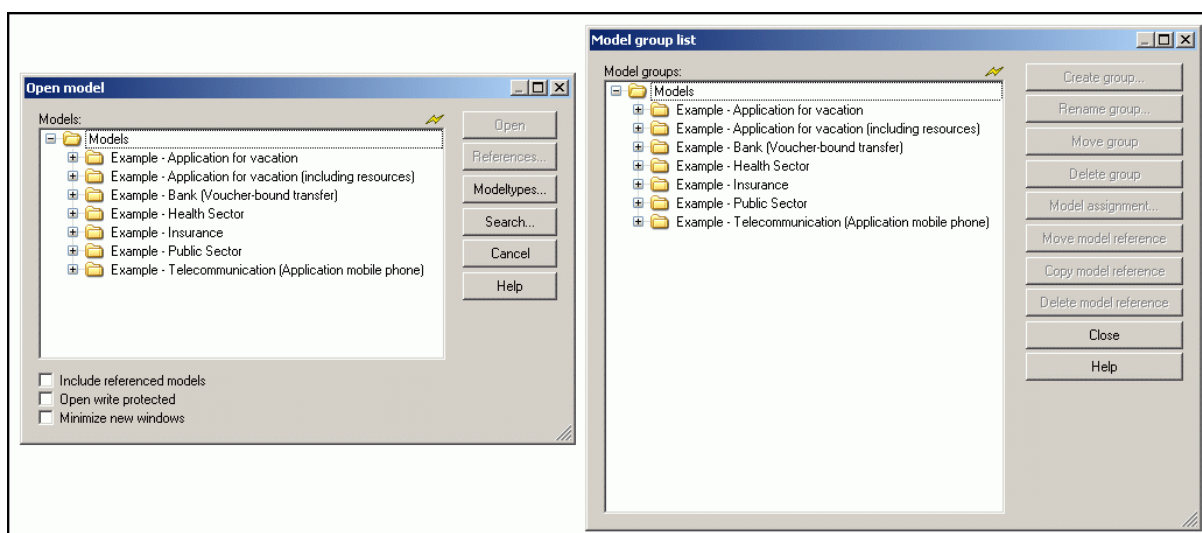 Open model
Models:
Models
Example - Application for vacation
Example - Application for vacation (including resources)
Example - Bank (Voucher-bound transfer)
Example - Health Sector
Example - Insurance
Example - Public Sector
Example - Telecommunication (Application mobile phone)
Open
References...
Modeltypes...
Search...
Cancel
Help
Include referenced models
Open write protected
Minimize new windows
Model group list
Model groups:
Models
Example - Application for vacation
Example - Application for vacation (including resources)
Example - Bank (Voucher-bound transfer)
Example - Health Sector
Example - Insurance
Example - Public Sector
Example - Telecommunication (Application mobile phone)
Create group...
Rename group...
Move group
Delete group
Model assignment...
Move model reference
Copy model reference
Delete model reference
Close
Help